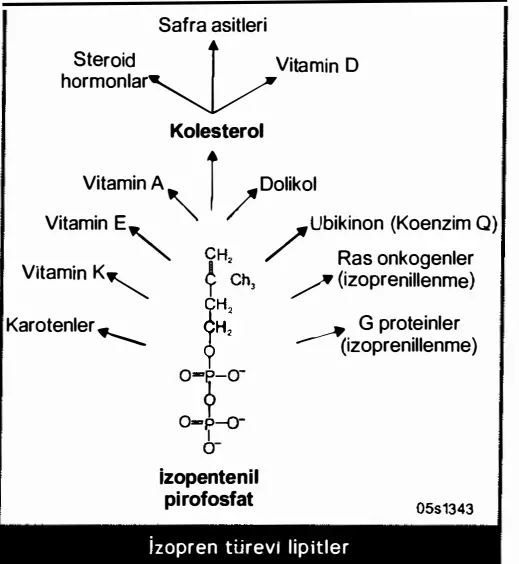 Safra asitleri
Steroid
hormonlar
Vitamin D
Kolesterol
Vitamin A
Dolikol
Vitamin E
Ubikinon (Koenzim Q)
Vitamin K
Ras onkogenler
(izoprenillenme)
Karotenler
G proteinler
(izoprenillenme)
CH₂
C Ch₃
CH₂
CH₂
O
O=P–O⁻
O
O=P–O⁻
O⁻
izopentenil
pirofosfat
05s1343
İzopren türevi lipitler